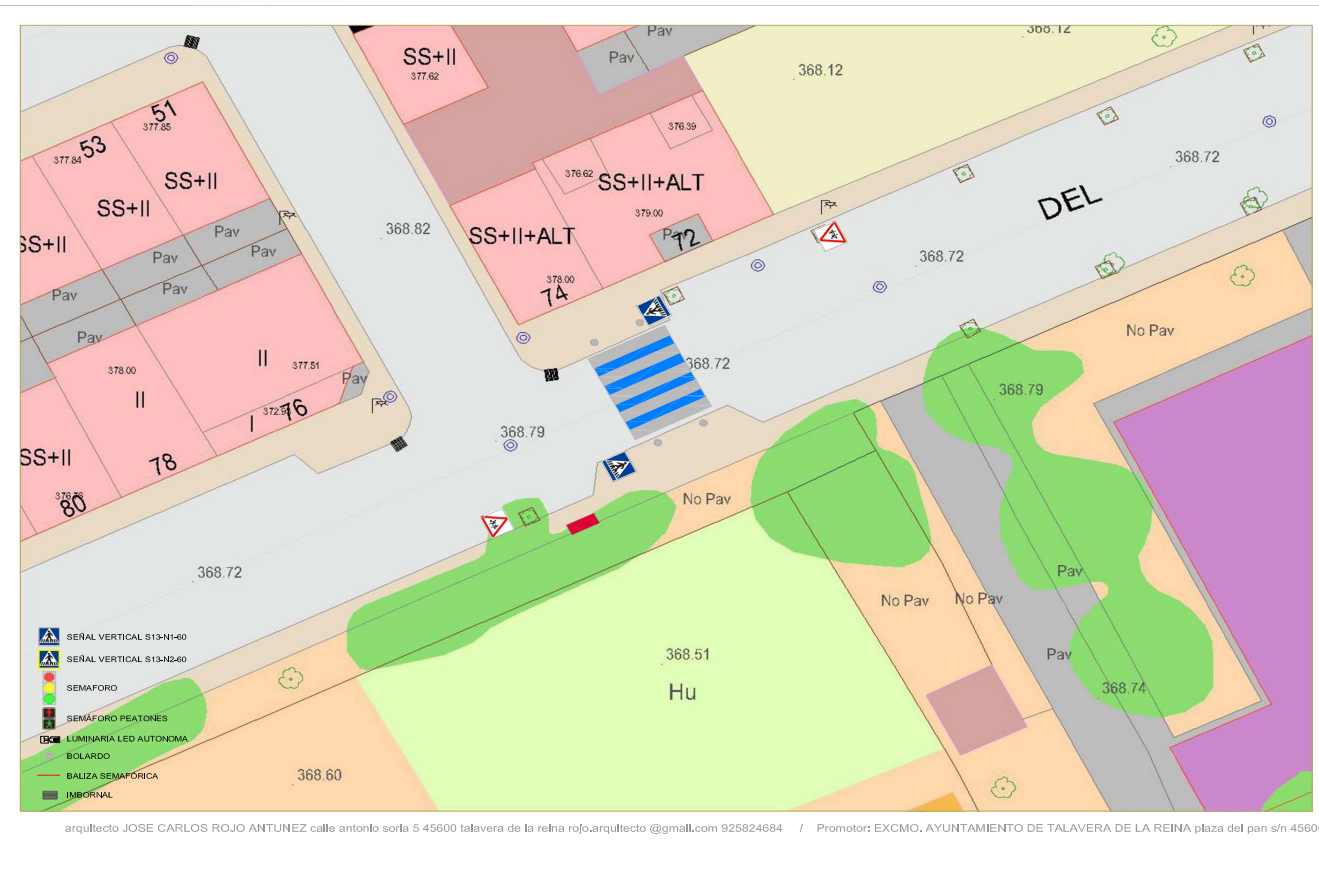 Pav
368.12
SS+II
377.62
Pav
368.12
51
377.85
376.39
53
377.84
368.72
SS+II
376.62
SS+II+ALT
SS+II
379.00
DEL
368.82
Pav
SS+II+ALT
72
SS+II
Pav
Pav
368.72
378.00
Pav
Pav
74
No Pav
Pav
II
377.51
368.72
378.00
Pav
368.79
II
I
372.93
76
368.79
SS+II
78
376.76
80
No Pav
368.72
Pav
No Pav
No Pav
SEÑAL VERTICAL S13-N1-60
368.51
Pav
SEÑAL VERTICAL S13-N2-60
SEMAFORO
Hu
368.74
SEMÁFORO PEATONES
LUMINARIA LED AUTONOMA
BOLARDO
BALIZA SEMAFÓRICA
368.60
IMBORNAL
arquitecto JOSE CARLOS ROJO ANTUNEZ calle antonio soria 5 45600 talavera de la reina rojo.arquitecto @gmail.com 925824684 / Promotor: EXCMO. AYUNTAMIENTO DE TALAVERA DE LA REINA plaza del pan s/n 45600